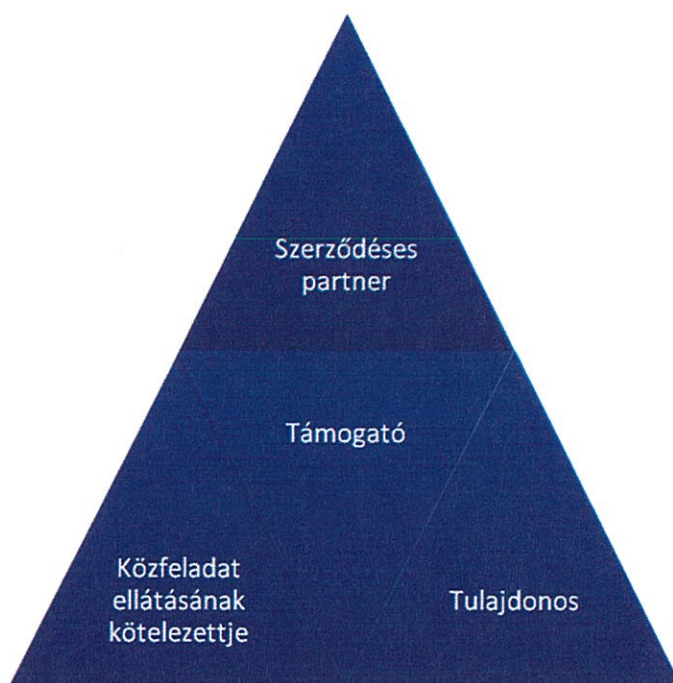 Szerződéses
partner
Támogató
Közfeladat
ellátásának
kötelezettje
Tulajdonos